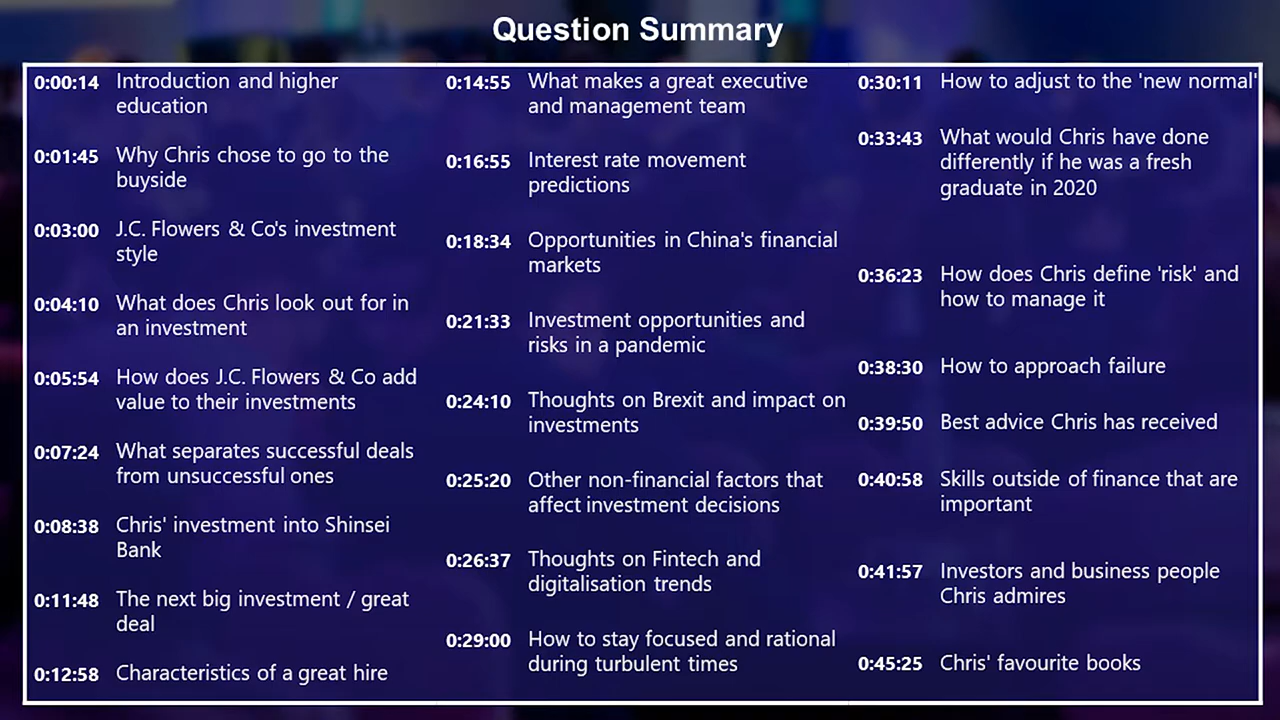 Question Summary
0:00:14 Introduction and higher
education
0:01:45 Why Chris chose to go to the
buyside
0:03:00 J.C. Flowers & Co's investment
style
0:04:10 What does Chris look out for in
an investment
0:05:54 How does J.C. Flowers & Co add
value to their investments
0:07:24 What separates successful deals
from unsuccessful ones
0:08:38 Chris' investment into Shinsei
Bank
0:11:48 The next big investment / great
deal
0:12:58 Characteristics of a great hire
0:14:55 What makes a great executive
and management team
0:16:55 Interest rate movement
predictions
0:18:34 Opportunities in China's financial
markets
0:21:33 Investment opportunities and
risks in a pandemic
0:24:10 Thoughts on Brexit and impact on
investments
0:25:20 Other non-financial factors that
affect investment decisions
0:26:37 Thoughts on Fintech and
digitalisation trends
0:29:00 How to stay focused and rational
during turbulent times
0:30:11 How to adjust to the 'new normal'
0:33:43 What would Chris have done
differently if he was a fresh
graduate in 2020
0:36:23 How does Chris define 'risk' and
how to manage it
0:38:30 How to approach failure
0:39:50 Best advice Chris has received
0:40:58 Skills outside of finance that are
important
0:41:57 Investors and business people
Chris admires
0:45:25 Chris' favourite books